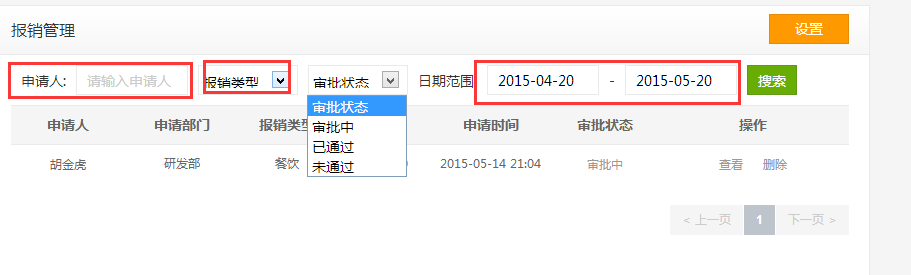 报销管理 设置
申请人: 请输入申请人 报销类型 审批状态 日期范围 2015-04-20 - 2015-05-20 搜索
审批状态
审批中
已通过
未通过
申请人 申请部门 报销类型 申请时间 审批状态 操作
胡金虎 研发部 餐饮 2015-05-14 21:04 审批中 查看 删除
< 上一页 1 下一页 >